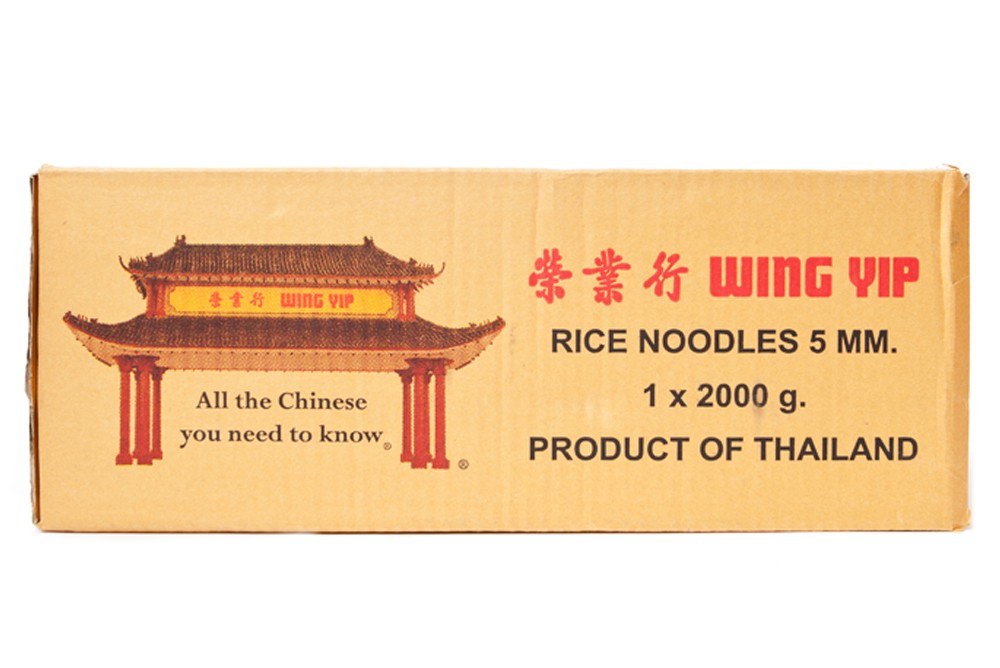 榮業行 WING YIP
All the Chinese
you need to know®
®
榮業行 WING YIP
RICE NOODLES 5 MM.
1 x 2000 g.
PRODUCT OF THAILAND